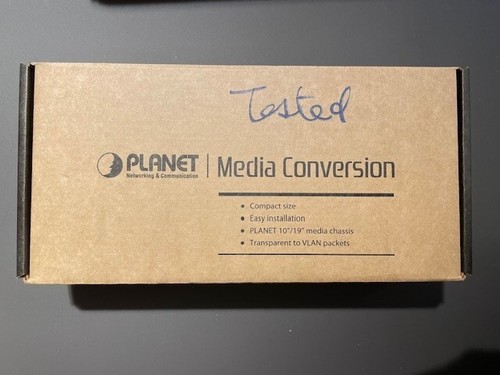 Tested
PLANET
Networking & Communication
Media Conversion
• Compact size
• Easy installation
• PLANET 10"/19" media chassis
• Transparent to VLAN packets